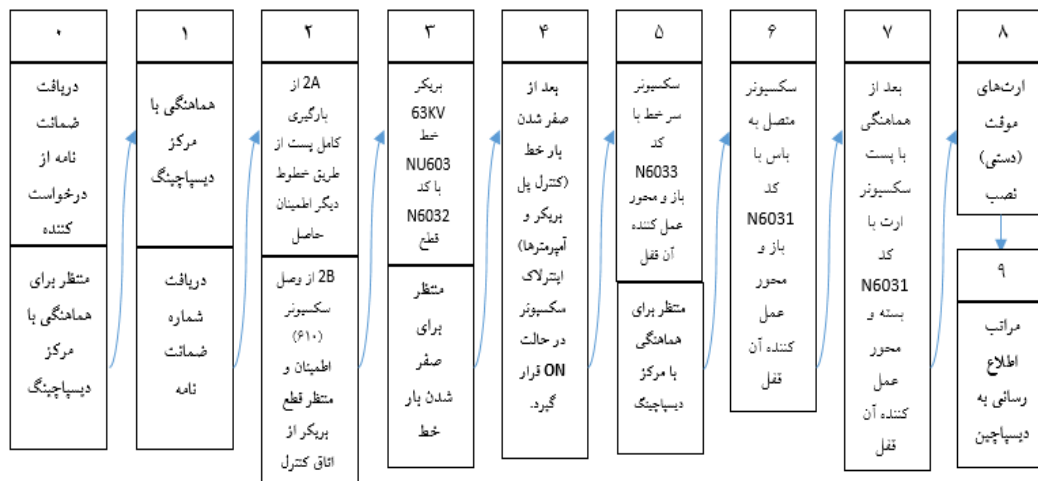 ۰
دریافت
ضمانت
نامه از
درخواست
کننده
منتظر برای
هماهنگی با
مرکز
دیسپاچینگ
۱
هماهنگی با
مرکز
دیسپاچینگ
دریافت
شماره
ضمانت
نامه
۲
2A از
بارگیری
کامل پست از
طریق خطوط
دیگر اطمینان
حاصل
2B از وصل
سکسیونر
(۶۱۰)
اطمینان و
منتظر قطع
بریکر از
اتاق کنترل
۳
بریکر
63KV
خط
NU603
با کد
N6032
قطع
منتظر
برای
صفر
شدن بار
خط
۴
بعد از
صفر شدن
بار خط
(کنترل پل
بریکر و
آمپرمترها)
اینترلاک
سکسیونر
در حالت
ON قرار
گیرد.
۵
سکسیونر
سر خط با
کد
N6033
باز و محور
عمل کننده
آن قفل
منتظر برای
هماهنگی
با مرکز
دیسپاچینگ
۶
سکسیونر
متصل به
باس با
کد
N6031
باز و
محور
عمل
کننده آن
قفل
۷
بعد از
هماهنگی
با پست
سکسیونر
ارت با
کد
N6031
بسته و
محور
عمل
کننده آن
قفل
۸
ارت‌های
موقت
(دستی)
نصب
۹
مراتب
اطلاع
رسانی به
دیسپاچین